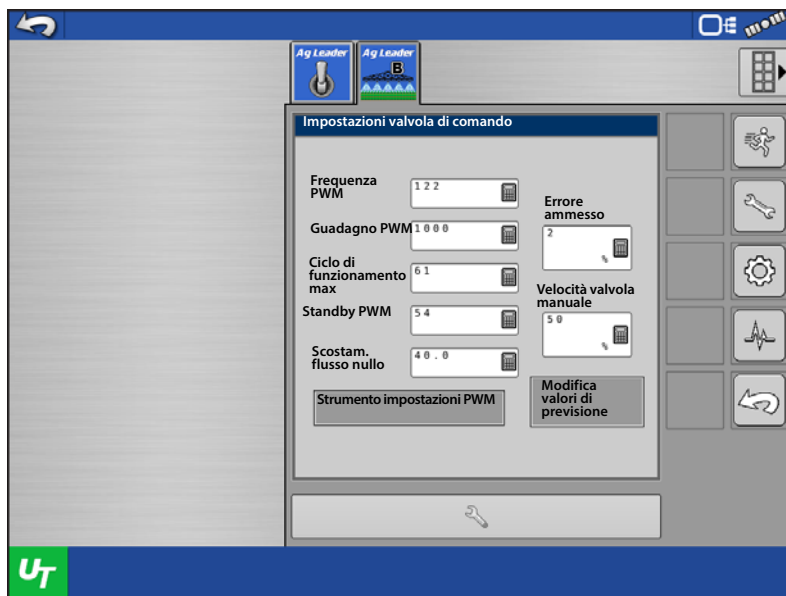 Ag Leader
Ag Leader
B
Impostazioni valvola di comando
Frequenza
PWM
122
Guadagno PWM
1000
Ciclo di
funzionamento
max
61
Standby PWM
54
Scostam.
flusso nullo
40.0
Errore
ammesso
2
%
Velocità valvola
manuale
50
%
Strumento impostazioni PWM
Modifica
valori di
previsione
UT